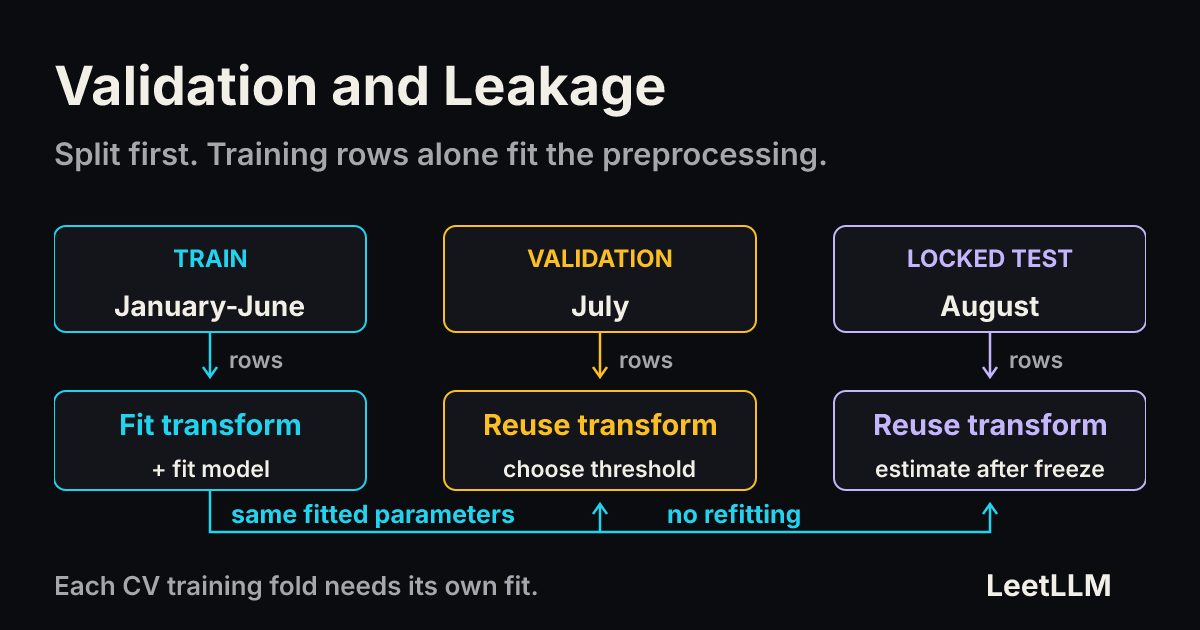 Validation and Leakage
Split first. Training rows alone fit the preprocessing.
TRAIN
January-June
rows
Fit transform
+ fit model
VALIDATION
July
rows
Reuse transform
choose threshold
LOCKED TEST
August
rows
Reuse transform
estimate after freeze
same fitted parameters
no refitting
Each CV training fold needs its own fit.
LeetLLM